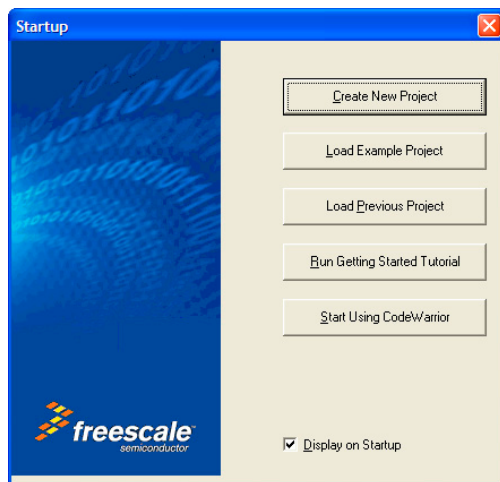 Startup
Create New Project
Load Example Project
Load Previous Project
Run Getting Started Tutorial
Start Using CodeWarrior
freescale
semiconductor
Display on Startup